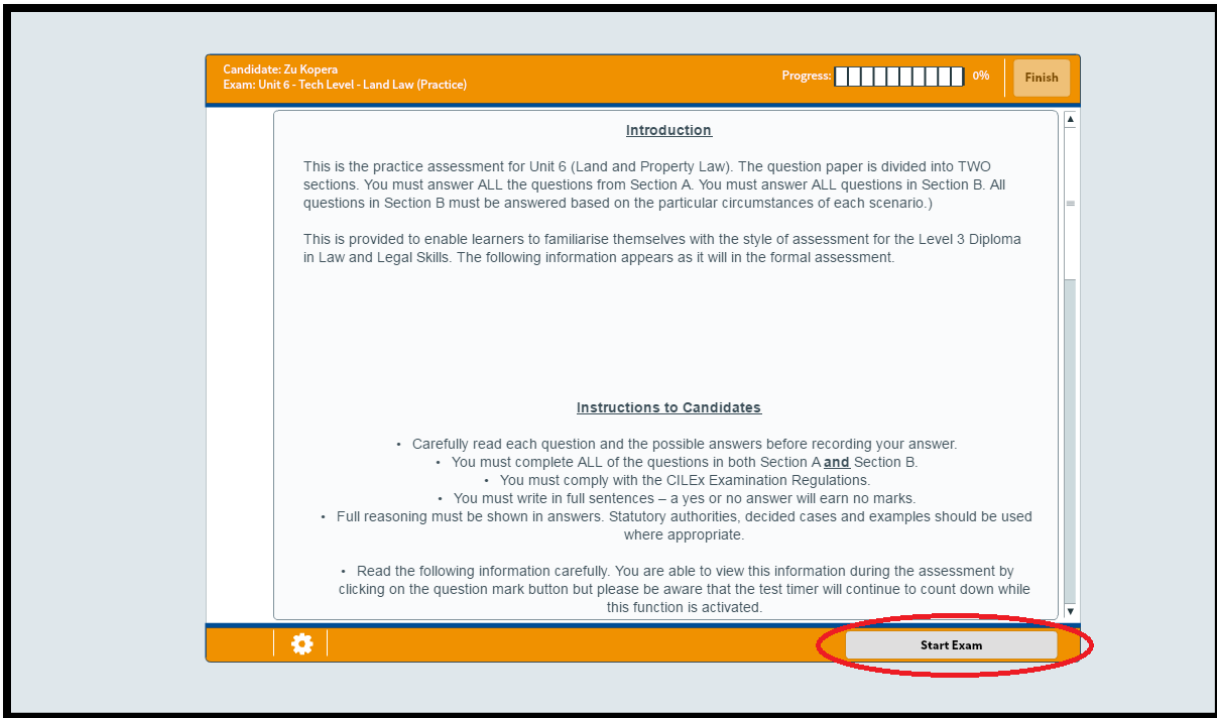 Candidate: Zu Kopera
Exam: Unit 6 - Tech Level - Land Law (Practice)
Progress: 0%
Finish
Introduction
This is the practice assessment for Unit 6 (Land and Property Law). The question paper is divided into TWO
sections. You must answer ALL the questions from Section A. You must answer ALL questions in Section B. All
questions in Section B must be answered based on the particular circumstances of each scenario.)
This is provided to enable learners to familiarise themselves with the style of assessment for the Level 3 Diploma
in Law and Legal Skills. The following information appears as it will in the formal assessment.
Instructions to Candidates
• Carefully read each question and the possible answers before recording your answer.
• You must complete ALL of the questions in both Section A and Section B.
• You must comply with the CILEx Examination Regulations.
• You must write in full sentences – a yes or no answer will earn no marks.
• Full reasoning must be shown in answers. Statutory authorities, decided cases and examples should be used
where appropriate.
• Read the following information carefully. You are able to view this information during the assessment by
clicking on the question mark button but please be aware that the test timer will continue to count down while
this function is activated.
Start Exam